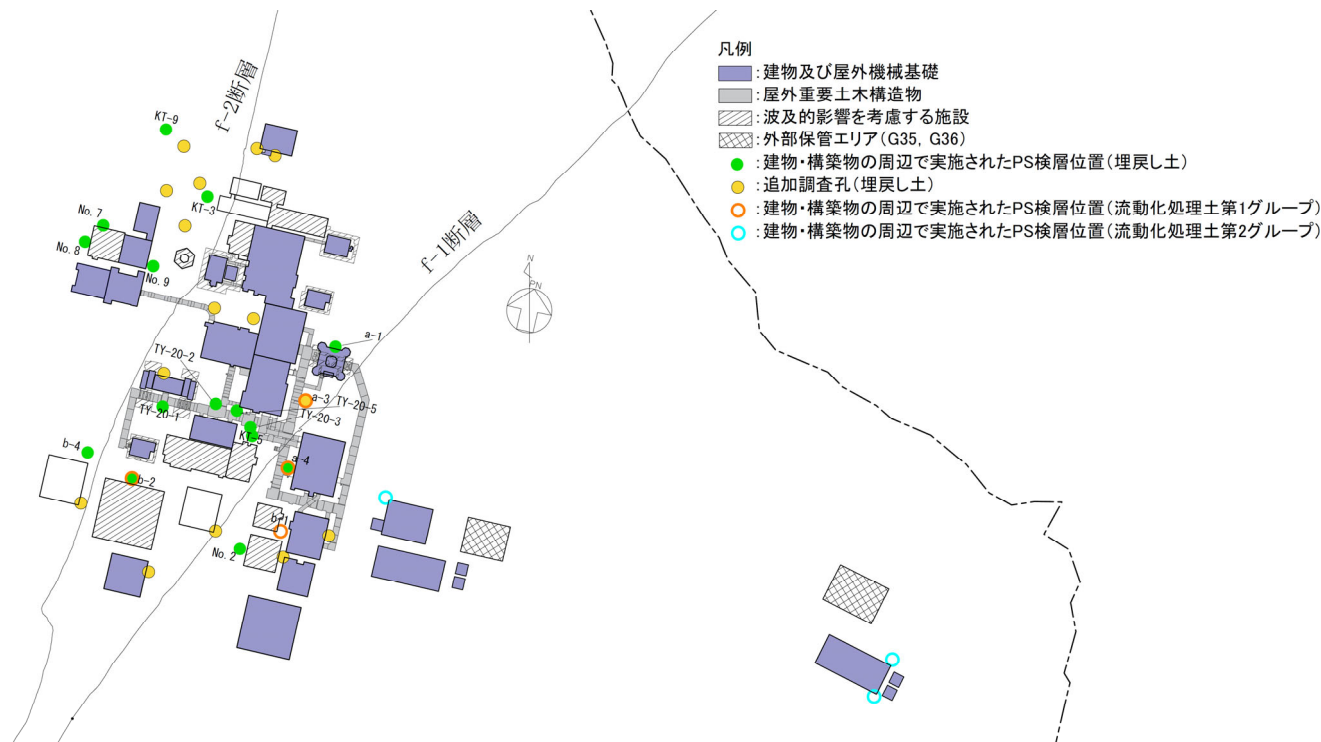 凡例
:建物及び屋外機械基礎
:屋外重要土木構造物
:波及的影響を考慮する施設
:外部保管エリア(G35, G36)
:建物・構築物の周辺で実施されたPS検層位置(埋戻し土)
:追加調査孔(埋戻し土)
:建物・構築物の周辺で実施されたPS検層位置(流動化処理土第1グループ)
:建物・構築物の周辺で実施されたPS検層位置(流動化処理土第2グループ)
f-2断層
KT-9
KT-3
No. 7
No. 8
No. 9
f-1断層
N
PN
a-1
TY-20-2
a-3/TY-20-5
TY-20-1
TY-20-3
KT-5
b-4
a-4
b-2
b-1
No. 2